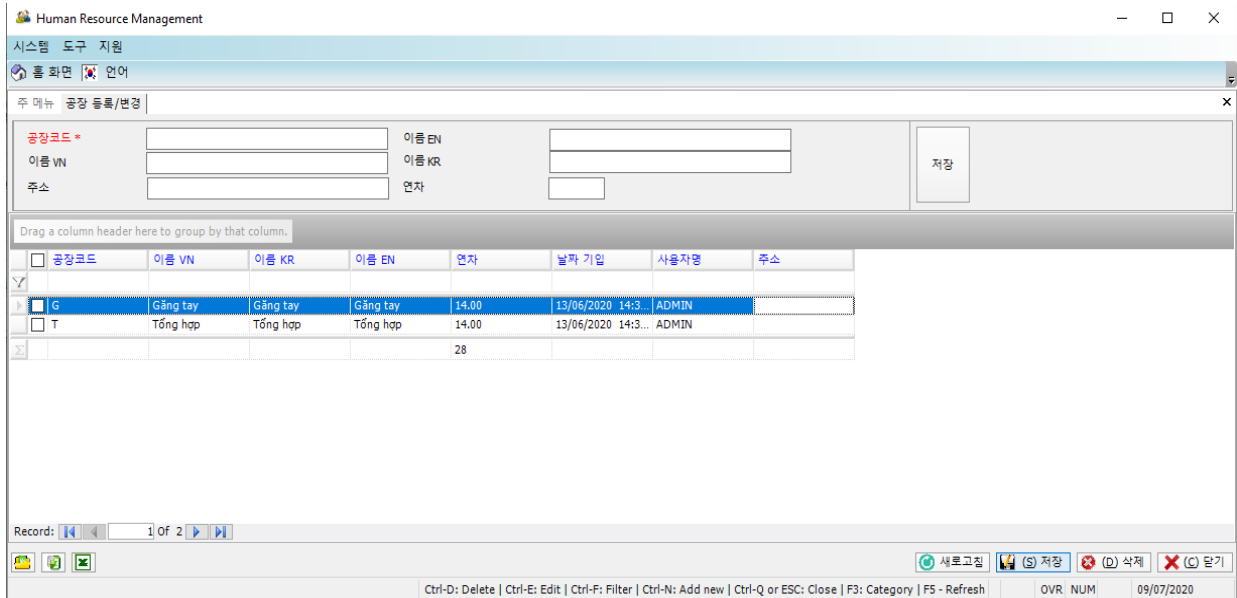 Human Resource Management
시스템 도구 지원
홈 화면 언어
주 메뉴 공장 등록/변경
공장코드 * 이름 EN
이름 VN 이름 KR 저장
주소 연차
Drag a column header here to group by that column.
공장코드 이름 VN 이름 KR 이름 EN 연차 날짜 기입 사용자명 주소
G Găng tay Găng tay Găng tay 14.00 13/06/2020 14:3... ADMIN
T Tổng hợp Tổng hợp Tổng hợp 14.00 13/06/2020 14:3... ADMIN
Σ 28
Record: 1 Of 2
새로고침 (S) 저장 (D) 삭제 (C) 닫기
Ctrl-D: Delete | Ctrl-E: Edit | Ctrl-F: Filter | Ctrl-N: Add new | Ctrl-Q or ESC: Close | F3: Category | F5 - Refresh OVR NUM 09/07/2020